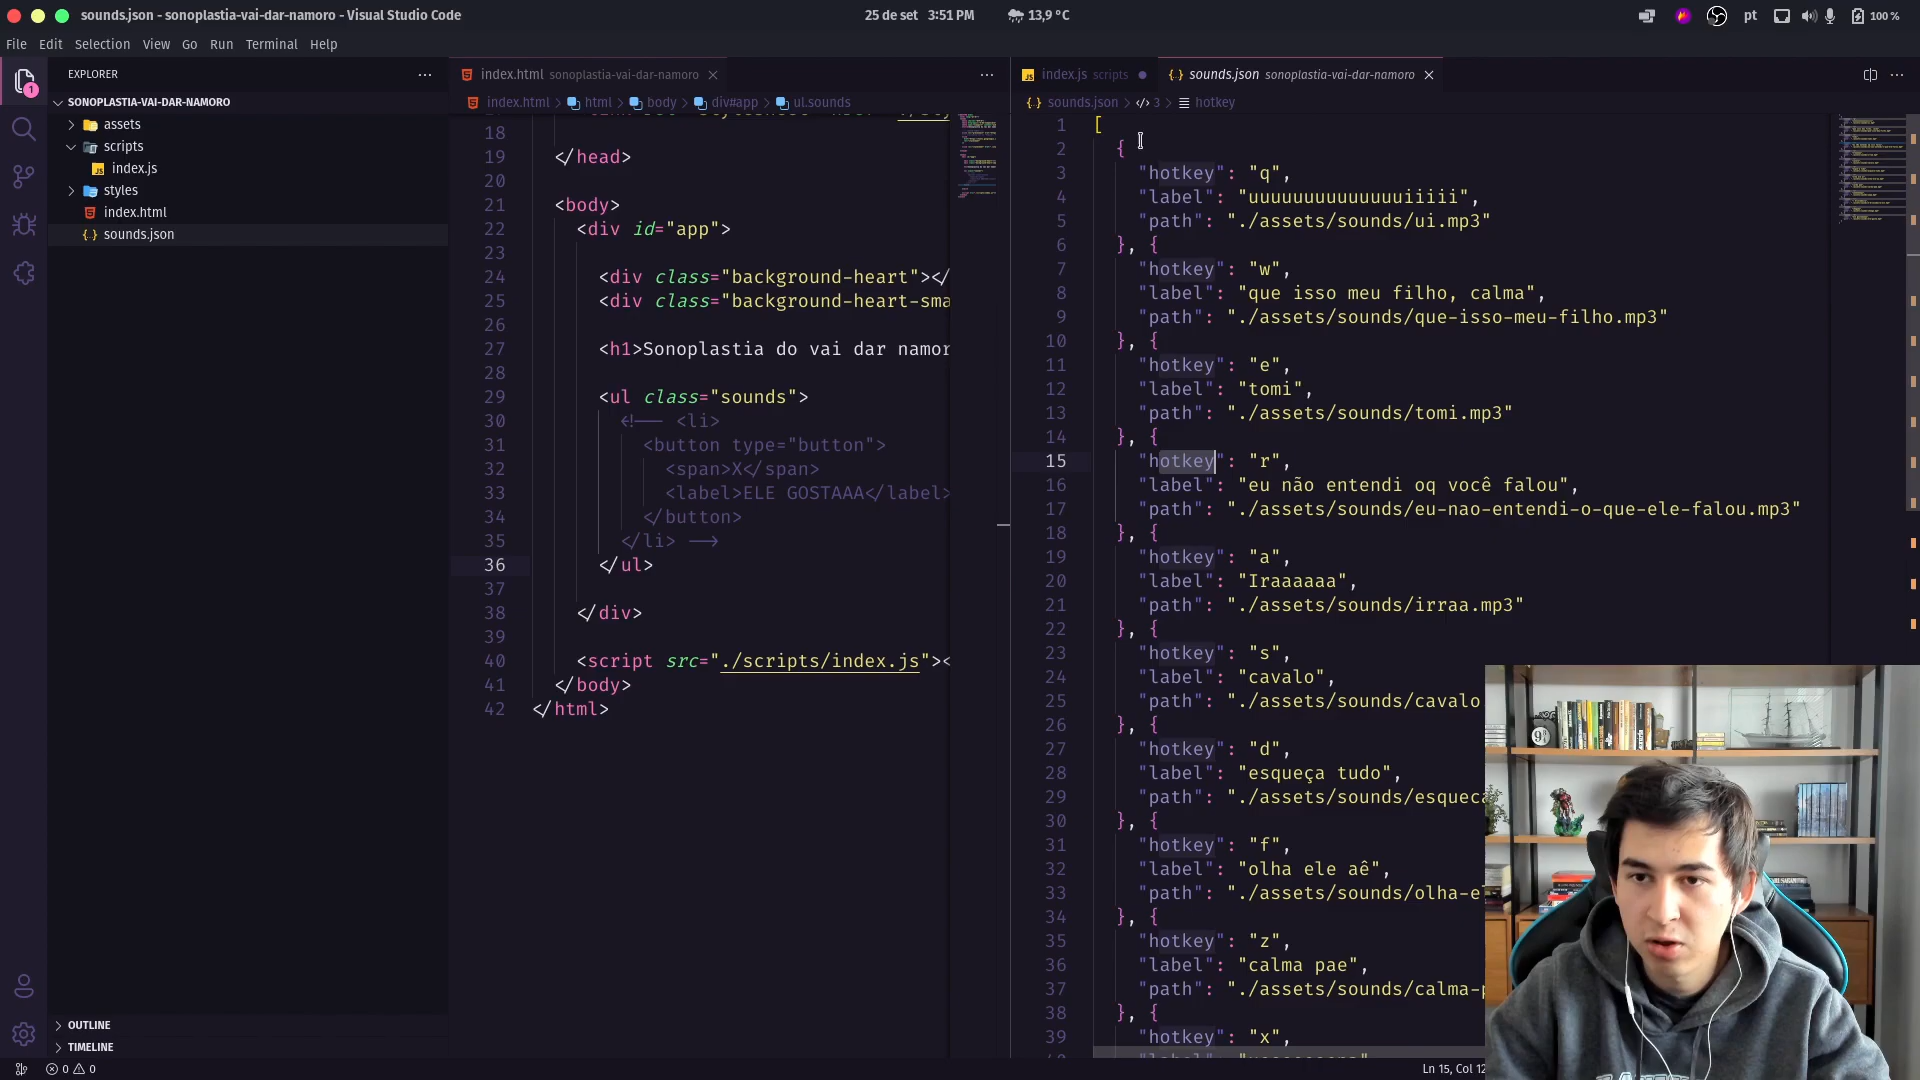 sounds.json - sonoplastia-vai-dar-namoro - Visual Studio Code
25 de set 3:51 PM
13,9 °C
pt
100 %
File Edit Selection View Go Run Terminal Help
EXPLORER
1
SONOPLASTIA-VAI-DAR-NAMORO
assets
scripts
index.js
styles
index.html
sounds.json
OUTLINE
TIMELINE
0 0
index.html sonoplastia-vai-dar-namoro
index.html > html > body > div#app > ul.sounds
18
19 </head>
20
21 <body>
22 <div id="app">
23
24 <div class="background-heart"></
25 <div class="background-heart-sma
26
27 <h1>Sonoplastia do vai dar namor
28
29 <ul class="sounds">
30 <!-- <li>
31 <button type="button">
32 <span>X</span>
33 <label>ELE GOSTAAA</label>
34 </button>
35 </li> -->
36 </ul>
37
38 </div>
39
40 <script src="./scripts/index.js"><
41 </body>
42 </html>
index.js scripts
sounds.json sonoplastia-vai-dar-namoro
sounds.json > 3 > hotkey
1 [
2 {
3 "hotkey": "q",
4 "label": "uuuuuuuuuuuuuuiiiii",
5 "path": "./assets/sounds/ui.mp3"
6 }, {
7 "hotkey": "w",
8 "label": "que isso meu filho, calma",
9 "path": "./assets/sounds/que-isso-meu-filho.mp3"
10 }, {
11 "hotkey": "e",
12 "label": "tomi",
13 "path": "./assets/sounds/tomi.mp3"
14 }, {
15 "hotkey": "r",
16 "label": "eu não entendi oq você falou",
17 "path": "./assets/sounds/eu-nao-entendi-o-que-ele-falou.mp3"
18 }, {
19 "hotkey": "a",
20 "label": "Iraaaaaa",
21 "path": "./assets/sounds/irraa.mp3"
22 }, {
23 "hotkey": "s",
24 "label": "cavalo",
25 "path": "./assets/sounds/cavalo
26 }, {
27 "hotkey": "d",
28 "label": "esqueça tudo",
29 "path": "./assets/sounds/esqueca
30 }, {
31 "hotkey": "f",
32 "label": "olha ele aê",
33 "path": "./assets/sounds/olha-el
34 }, {
35 "hotkey": "z",
36 "label": "calma pae",
37 "path": "./assets/sounds/calma-p
38 }, {
39 "hotkey": "x",
Ln 15, Col 12